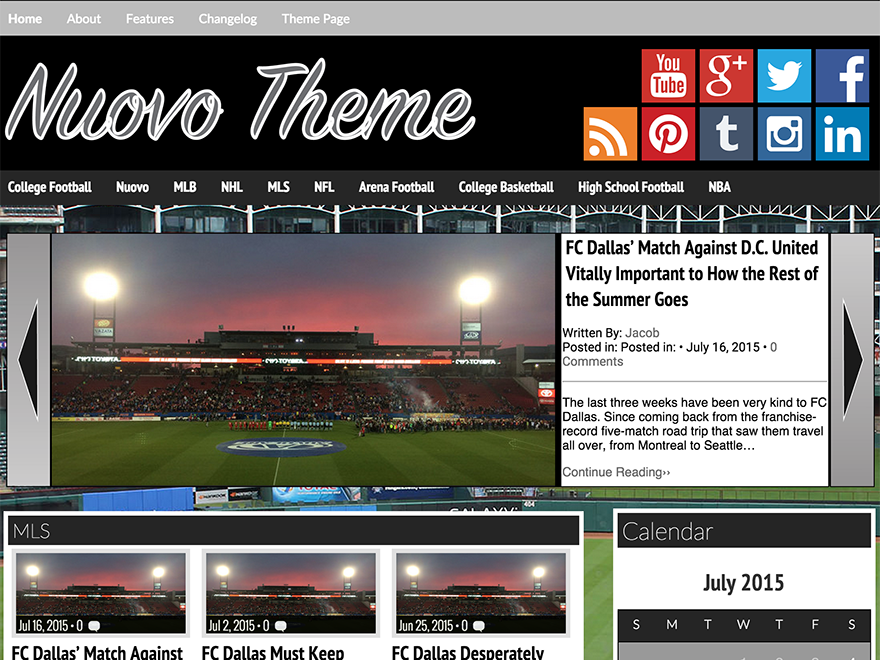 Home About Features Changelog Theme Page
Nuovo Theme
You Tube g+ f
t in
College Football Nuovo MLB NHL MLS NFL Arena Football College Basketball High School Football NBA
FC Dallas’ Match Against D.C. United
Vitally Important to How the Rest of
the Summer Goes
Written By: Jacob
Posted in: Posted in: • July 16, 2015 • 0
Comments
The last three weeks have been very kind to FC
Dallas. Since coming back from the franchise-
record five-match road trip that saw them travel
all over, from Montreal to Seattle…
Continue Reading››
TOYOTA
MLS
Calendar
July 2015
S M T W T F S
Jul 16, 2015 • 0
Jul 2, 2015 • 0
Jun 25, 2015 • 0
FC Dallas’ Match Against
FC Dallas Must Keep
FC Dallas Desperately